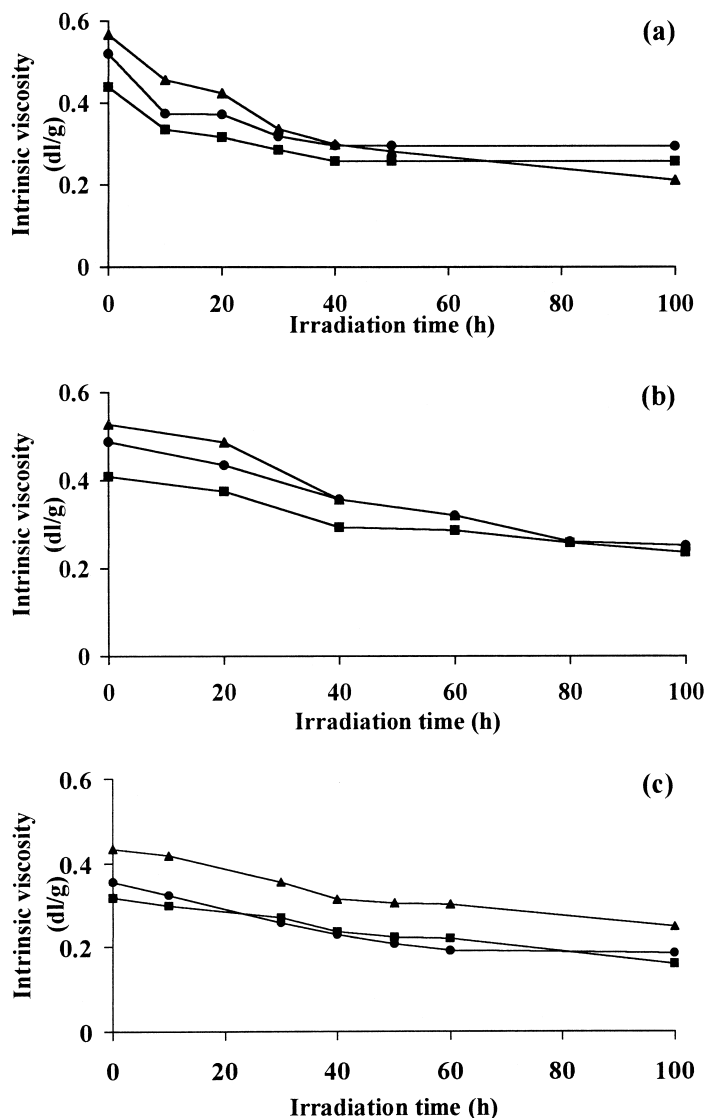 (a)
0.6
0.4
0.2
0
Intrinsic viscosity
(dl/g)
0 20 40 60 80 100
Irradiation time (h)
(b)
0.6
0.4
0.2
0
Intrinsic viscosity
(dl/g)
0 20 40 60 80 100
Irradiation time (h)
(c)
0.6
0.4
0.2
0
Intrinsic viscosity
(dl/g)
0 20 40 60 80 100
Irradiation time (h)